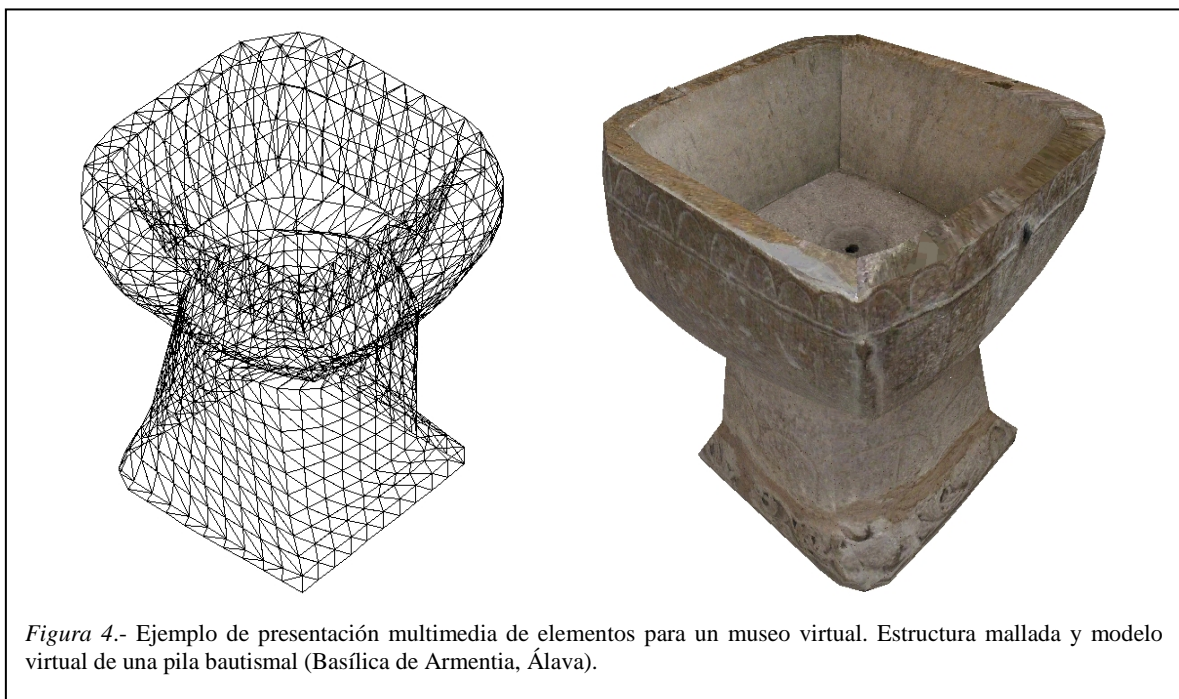 Figura 4.- Ejemplo de presentación multimedia de elementos para un museo virtual. Estructura mallada y modelo
virtual de una pila bautismal (Basílica de Armentia, Álava).